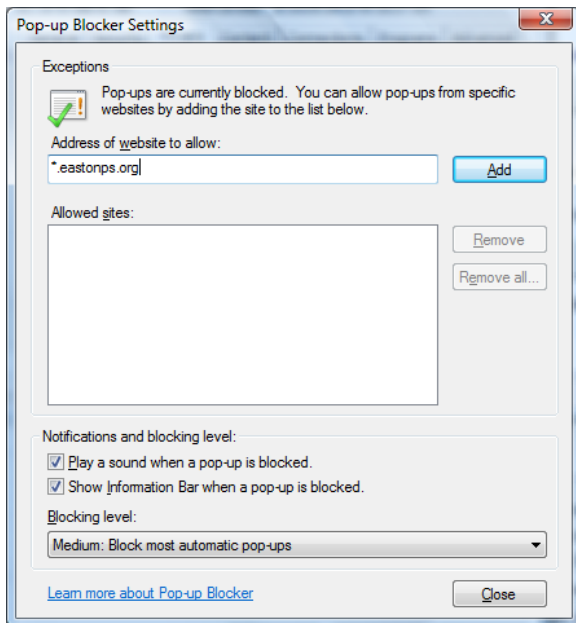 Pop-up Blocker Settings
Exceptions
Pop-ups are currently blocked. You can allow pop-ups from specific
websites by adding the site to the list below.
Address of website to allow:
*.eastonps.org
Add
Allowed sites:
Remove
Remove all...
Notifications and blocking level:
Play a sound when a pop-up is blocked.
Show Information Bar when a pop-up is blocked.
Blocking level:
Medium: Block most automatic pop-ups
Learn more about Pop-up Blocker
Close